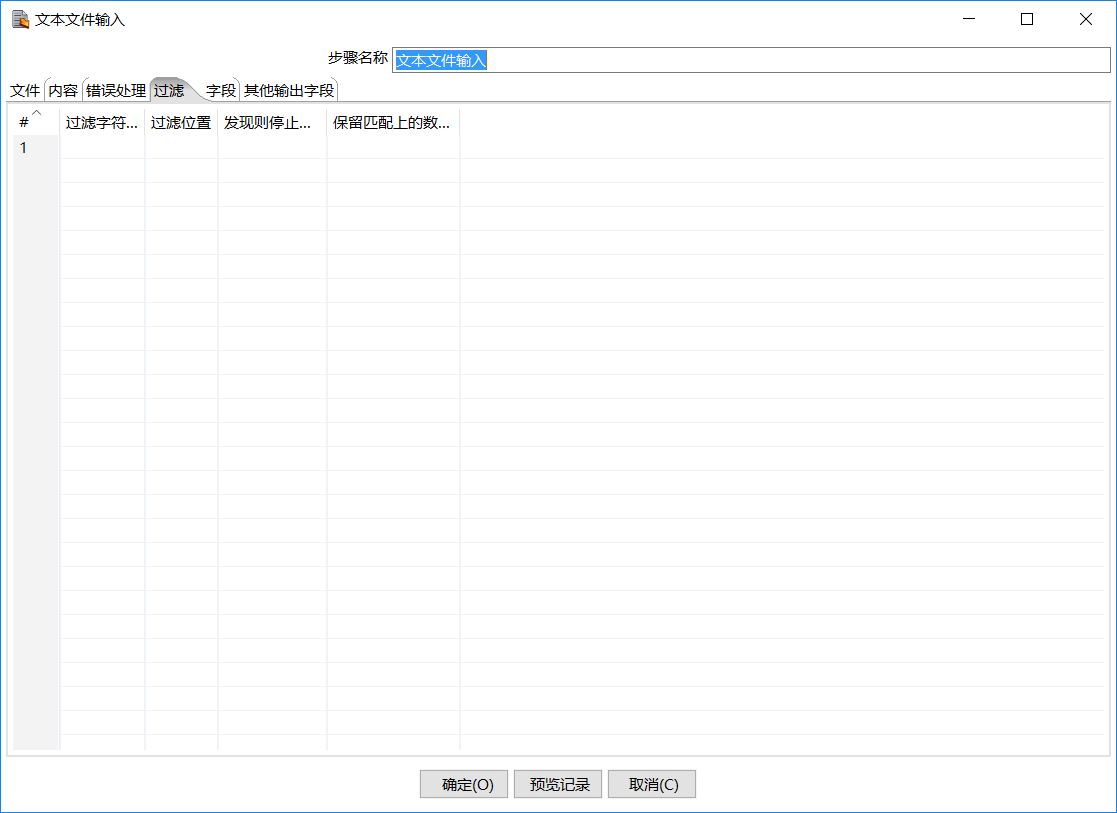 文本文件输入
步骤名称 文本文件输入
文件 内容 错误处理 过滤 字段 其他输出字段
# 过滤字符... 过滤位置 发现则停止... 保留匹配上的数...
1
确定(O) 预览记录 取消(C)